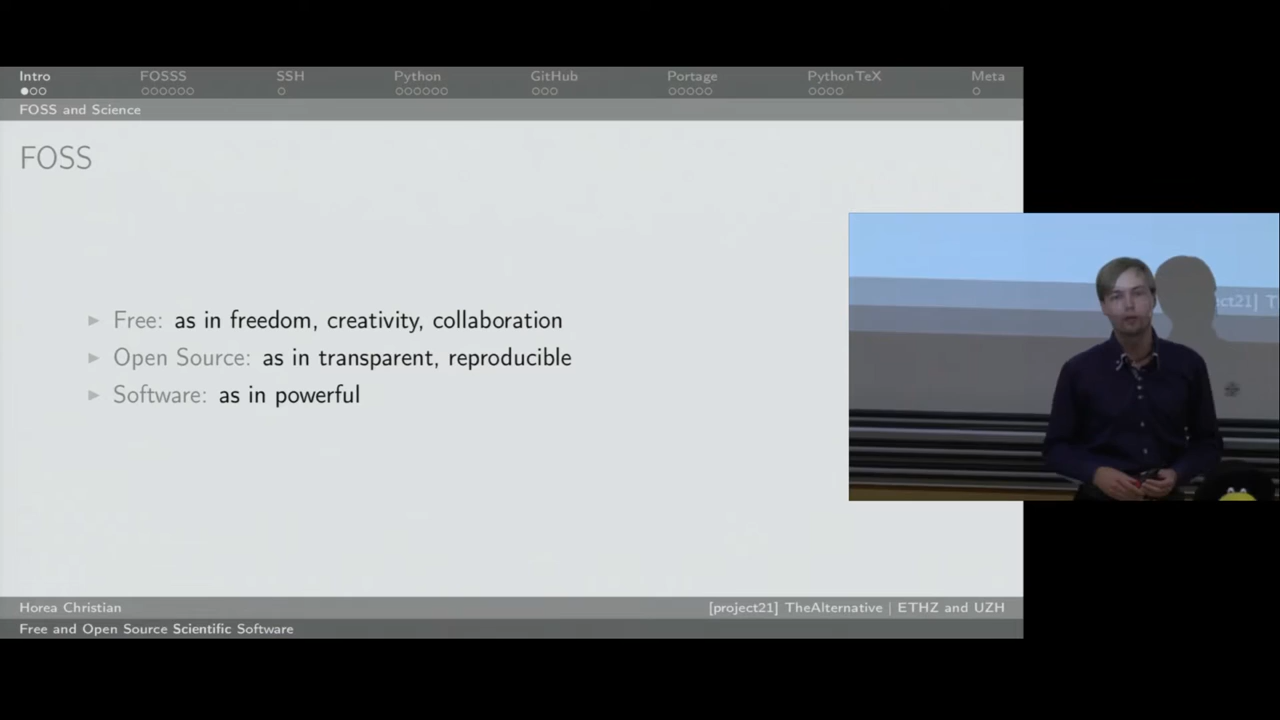 Intro FOSSS SSH Python GitHub Portage PythonTeX Meta
FOSS and Science
FOSS
Free: as in freedom, creativity, collaboration
Open Source: as in transparent, reproducible
Software: as in powerful
ect21] T
Horea Christian [project21] TheAlternative | ETHZ and UZH
Free and Open Source Scientific Software